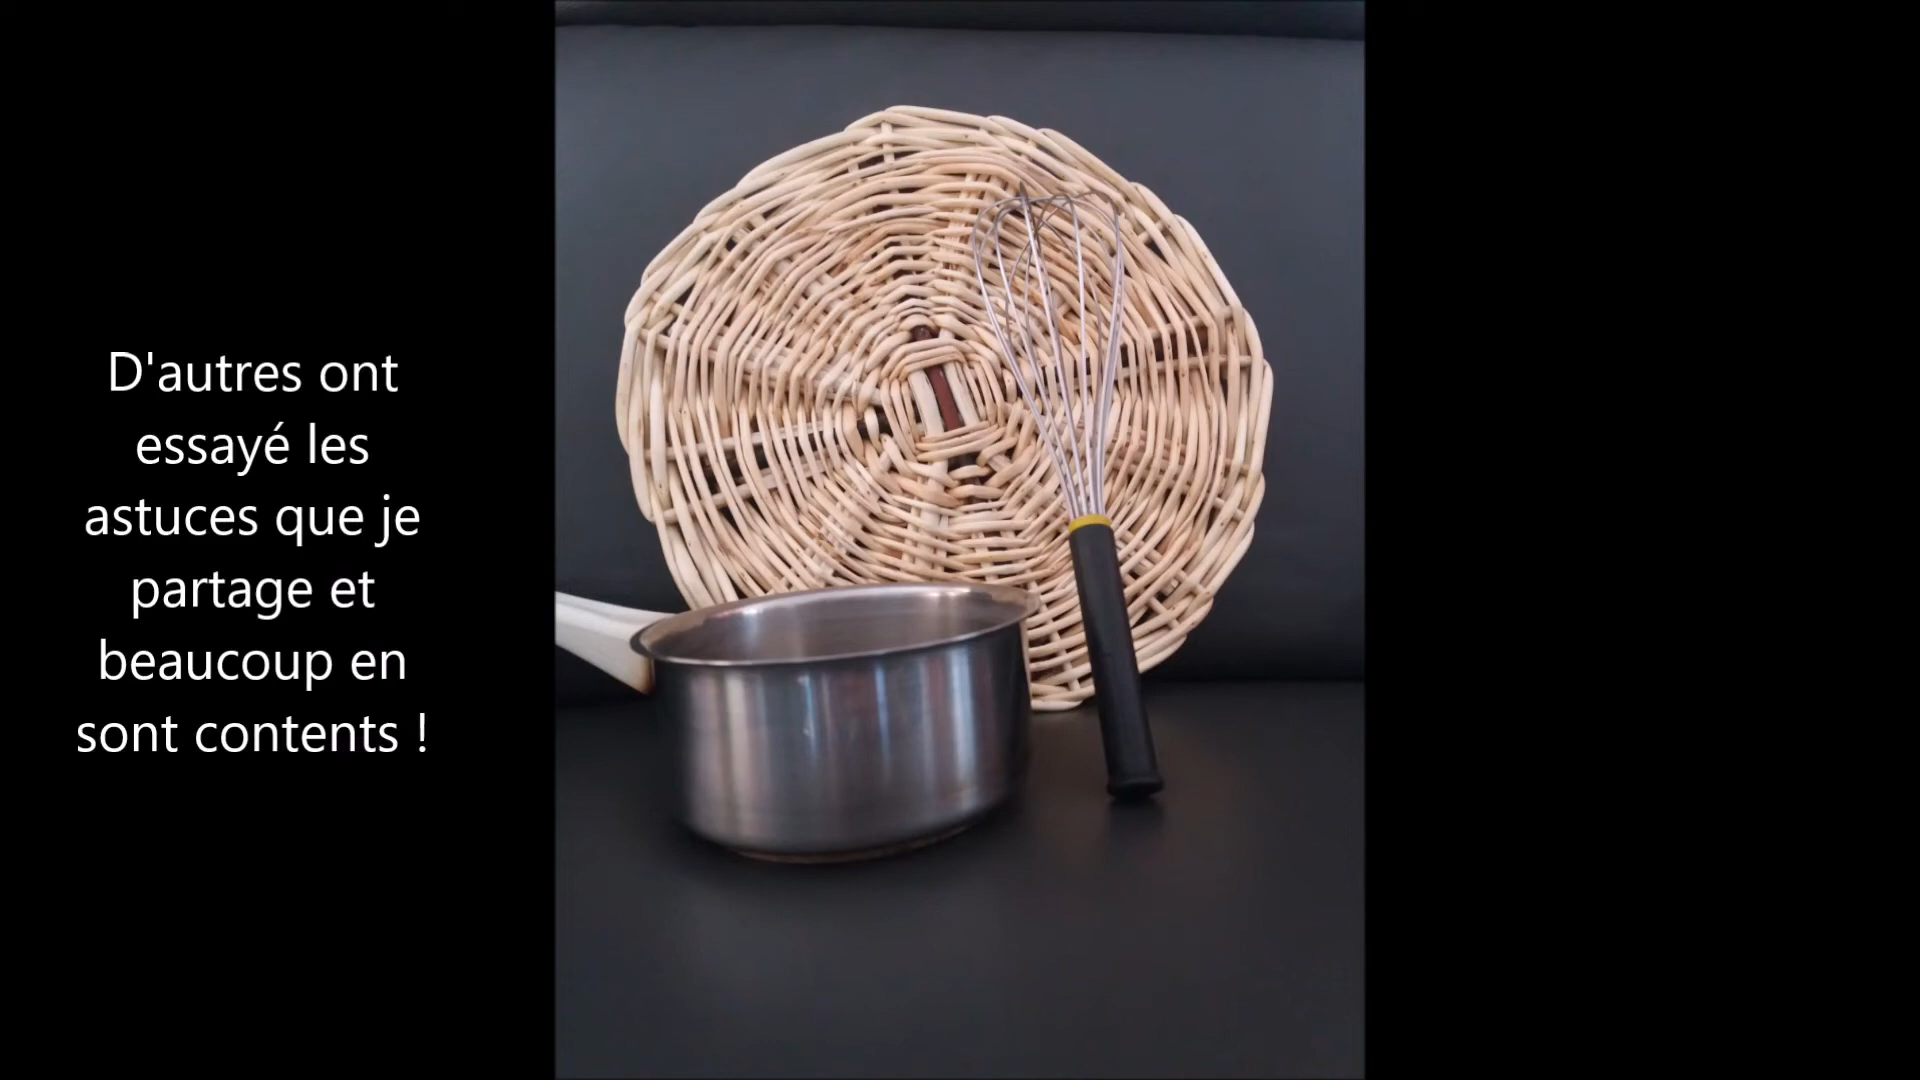 D'autres ont
essayé les
astuces que je
partage et
beaucoup en
sont contents !